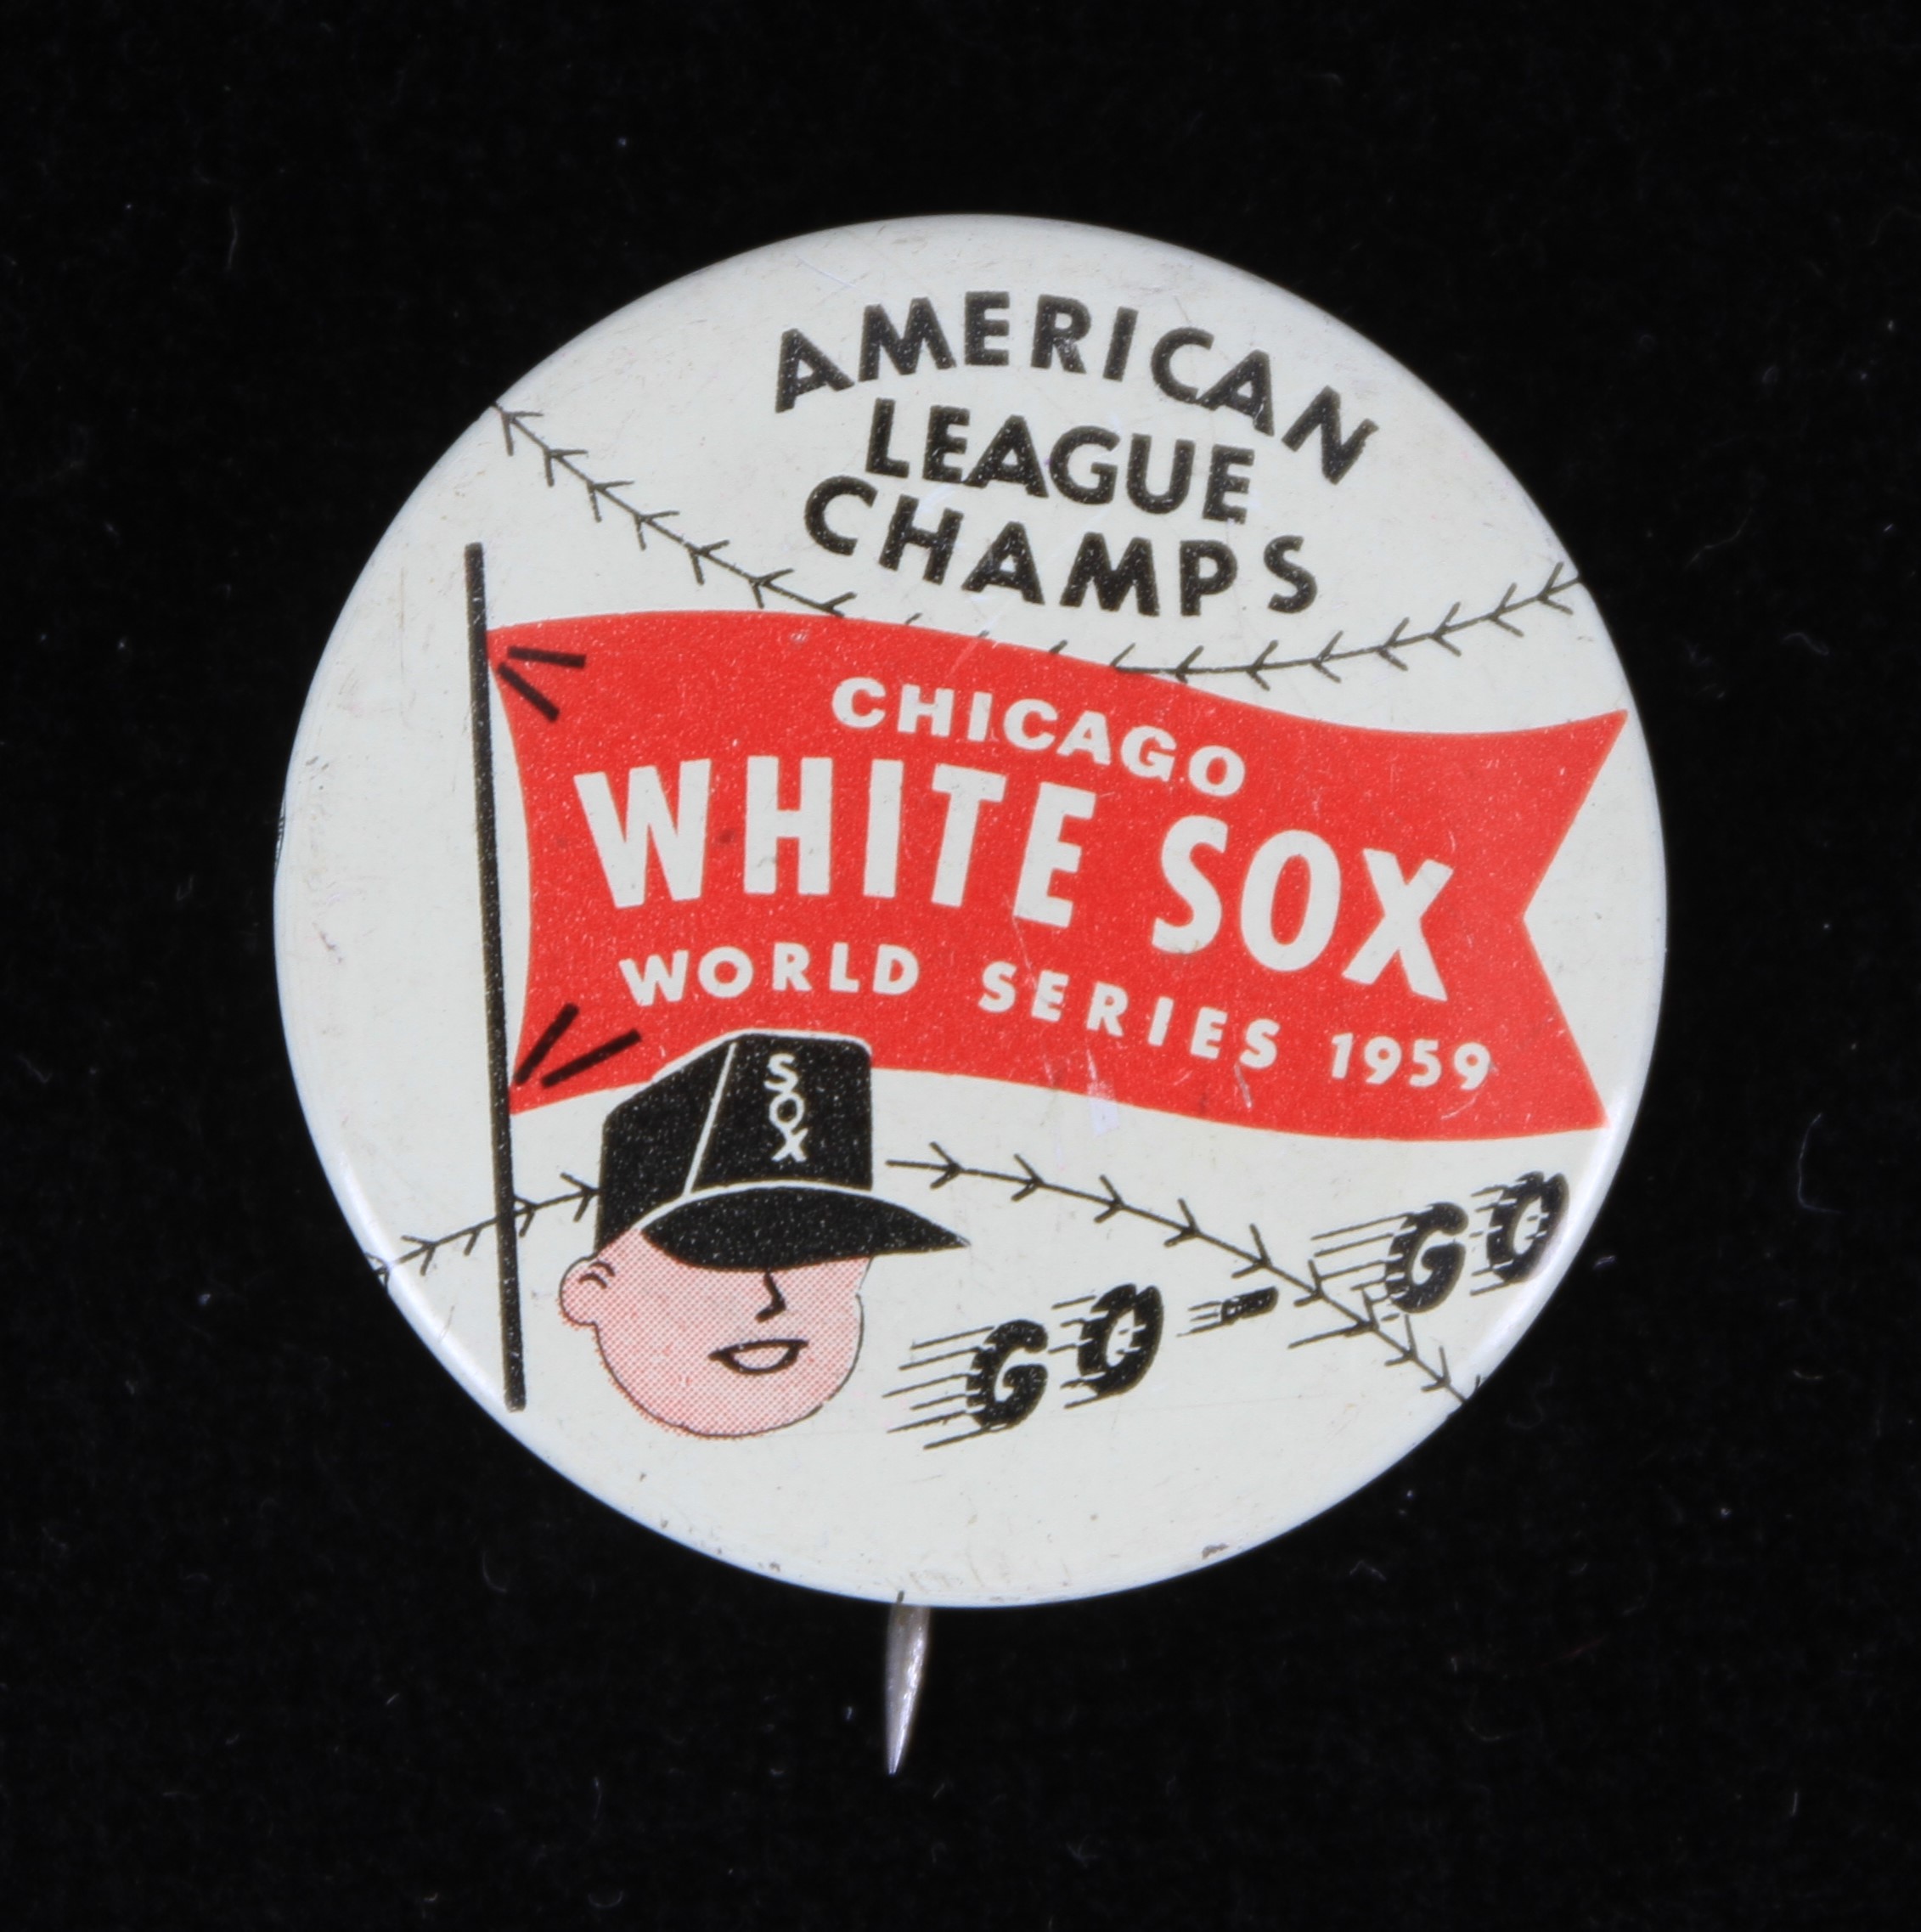 AMERICAN
LEAGUE
CHAMPS
CHICAGO
WHITE SOX
WORLD SERIES 1959
SOX
GO - GO